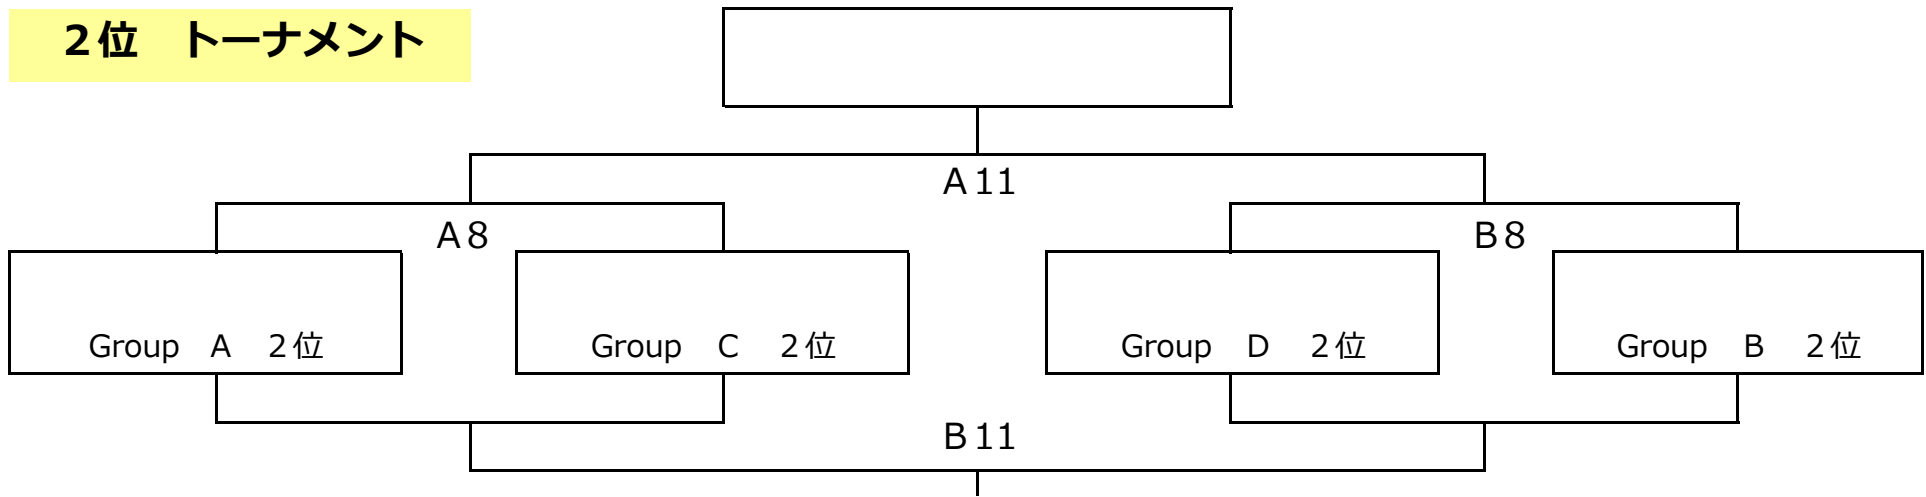 ２位　トーナメント
Ａ11
Ａ８
Ｂ８
Group　Ａ　２位
Group　Ｃ　２位
Group　Ｄ　２位
Group　Ｂ　２位
Ｂ11